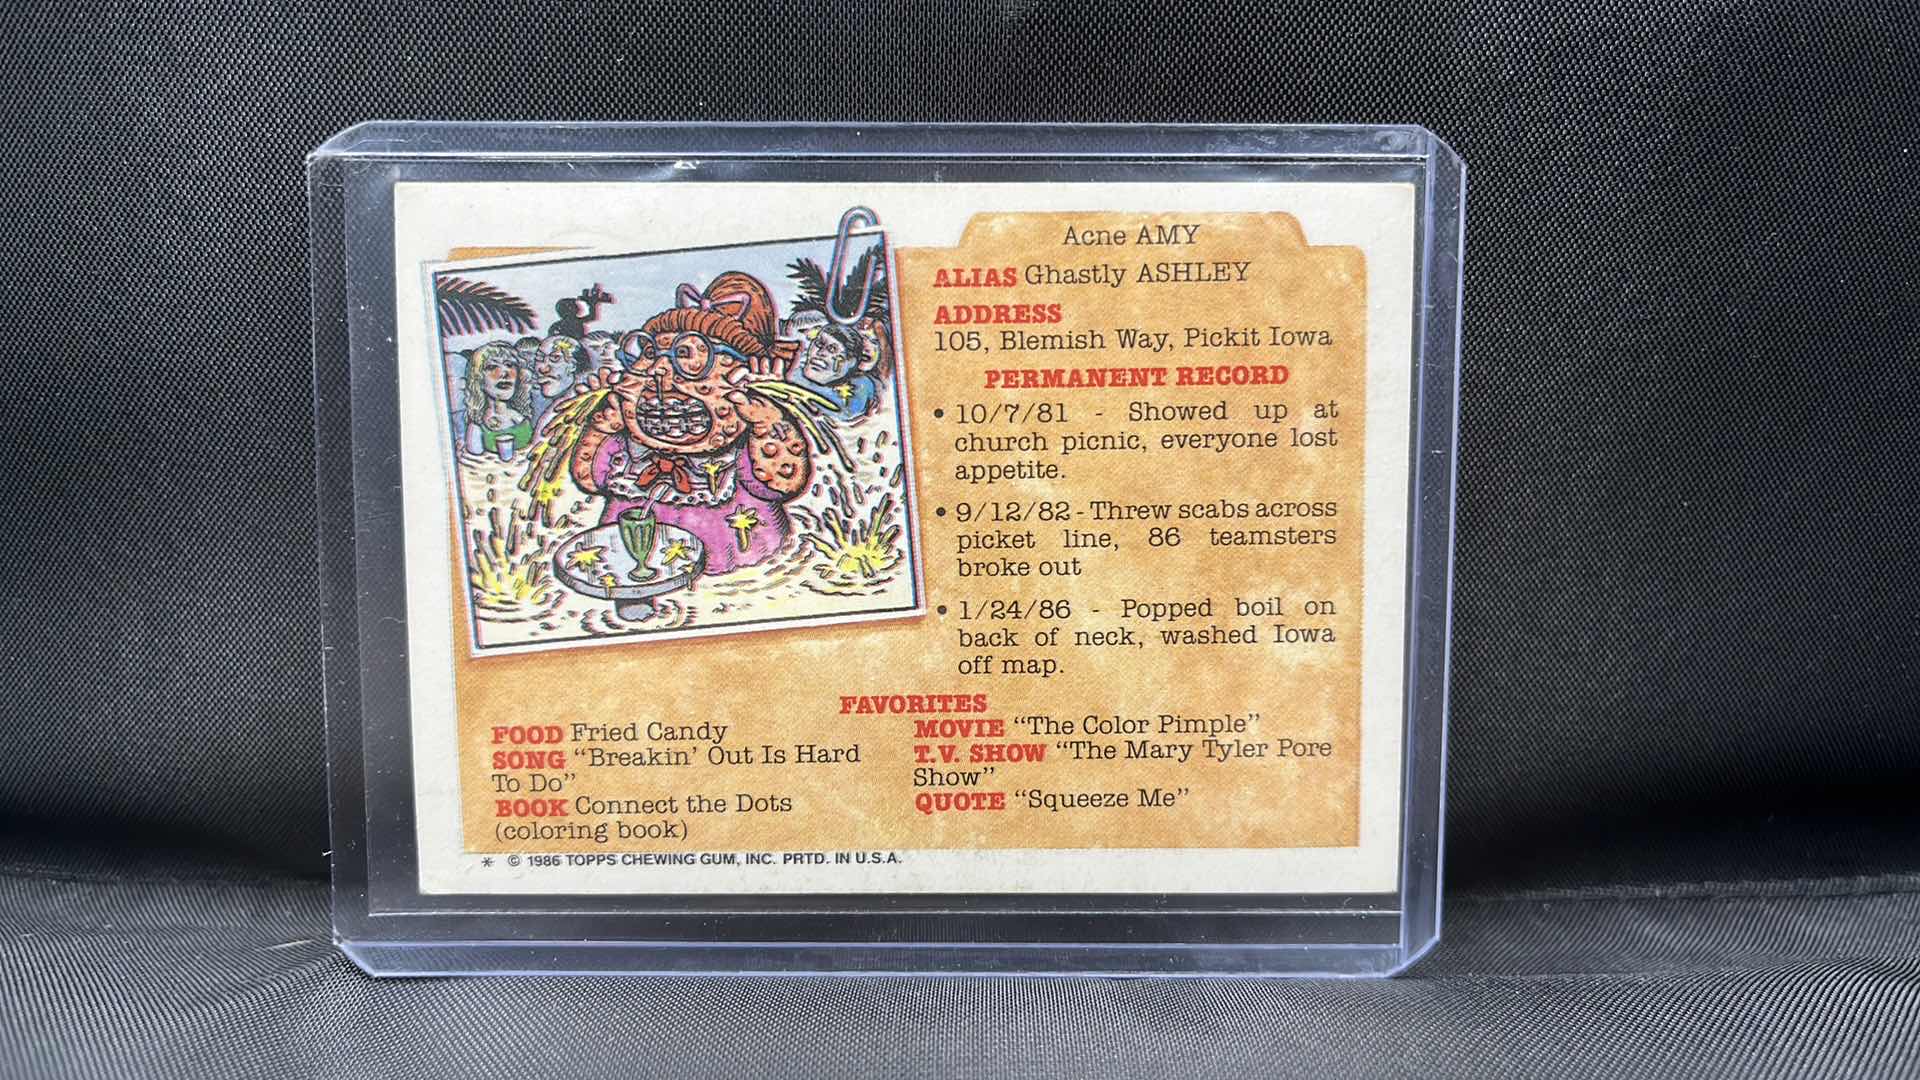 Acne AMY
ALIAS Ghastly ASHLEY
ADDRESS
105, Blemish Way, Pickit Iowa
PERMANENT RECORD
• 10/7/81 - Showed up at
church picnic, everyone lost
appetite.
• 9/12/82 - Threw scabs across
picket line, 86 teamsters
broke out
• 1/24/86 - Popped boil on
back of neck, washed Iowa
off map.
FAVORITES
FOOD Fried Candy
SONG "Breakin' Out Is Hard
To Do"
BOOK Connect the Dots
(coloring book)
MOVIE "The Color Pimple"
T.V. SHOW "The Mary Tyler Pore
Show"
QUOTE "Squeeze Me"
* © 1986 TOPPS CHEWING GUM, INC. PRTD. IN U.S.A.